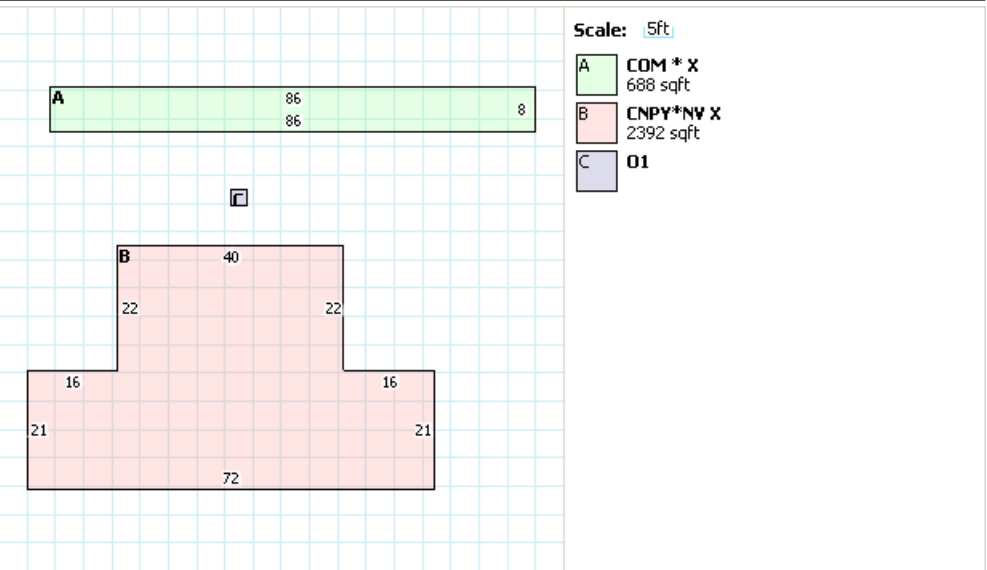 Scale: 5ft
A
COM * X
688 sqft
B
CNPY*NV X
2392 sqft
C
O1
A
86
8
86
B
40
22
22
16
16
21
21
72